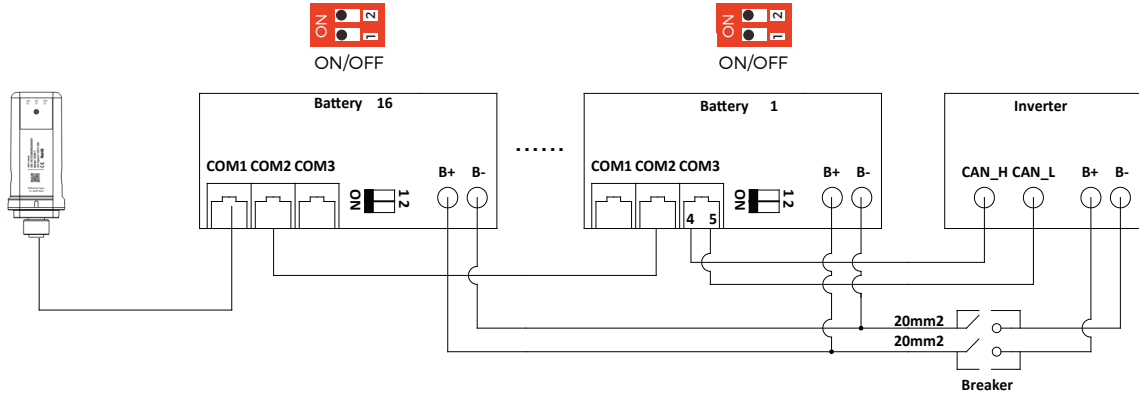 ON 1 2
ON/OFF
ON 1 2
ON/OFF
Battery 16
Battery 1
Inverter
......
COM1 COM2 COM3
ON
1 2
B+ B-
COM1 COM2 COM3
4 5
ON
1 2
B+ B-
CAN_H CAN_L
B+ B-
20mm2
20mm2
Breaker